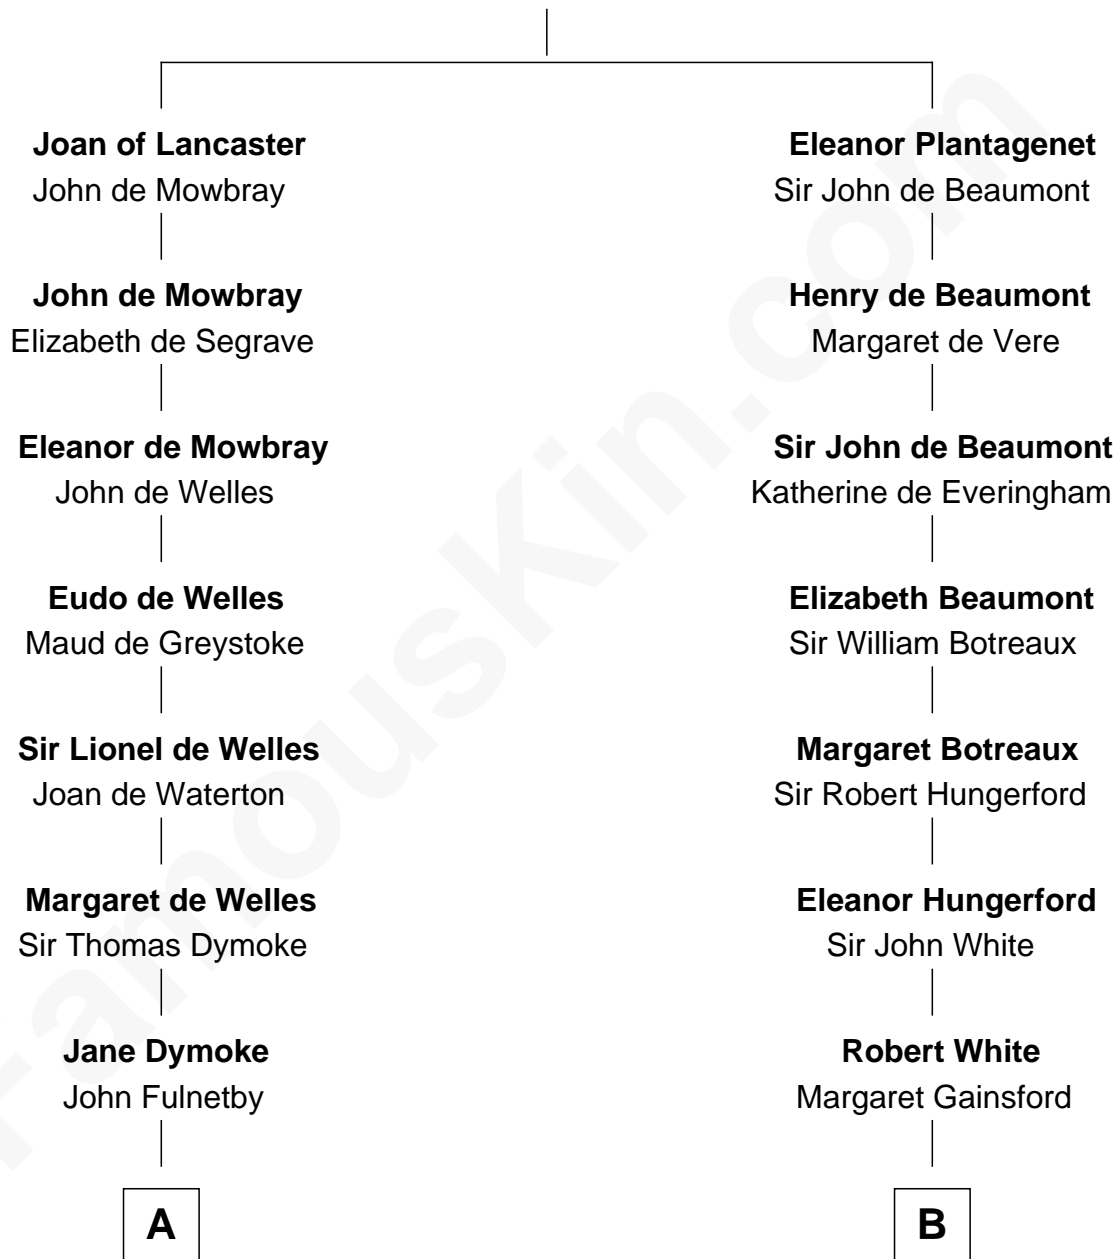 Joan of Lancaster
John de Mowbray
John de Mowbray
Elizabeth de Segrave
Eleanor de Mowbray
John de Welles
Eudo de Welles
Maud de Greystoke
Sir Lionel de Welles
Joan de Waterton
Margaret de Welles
Sir Thomas Dymoke
Jane Dymoke
John Fulnetby
A
Eleanor Plantagenet
Sir John de Beaumont
Henry de Beaumont
Margaret de Vere
Sir John de Beaumont
Katherine de Everingham
Elizabeth Beaumont
Sir William Botreaux
Margaret Botreaux
Sir Robert Hungerford
Eleanor Hungerford
Sir John White
Robert White
Margaret Gainsford
B
FamousKin.com